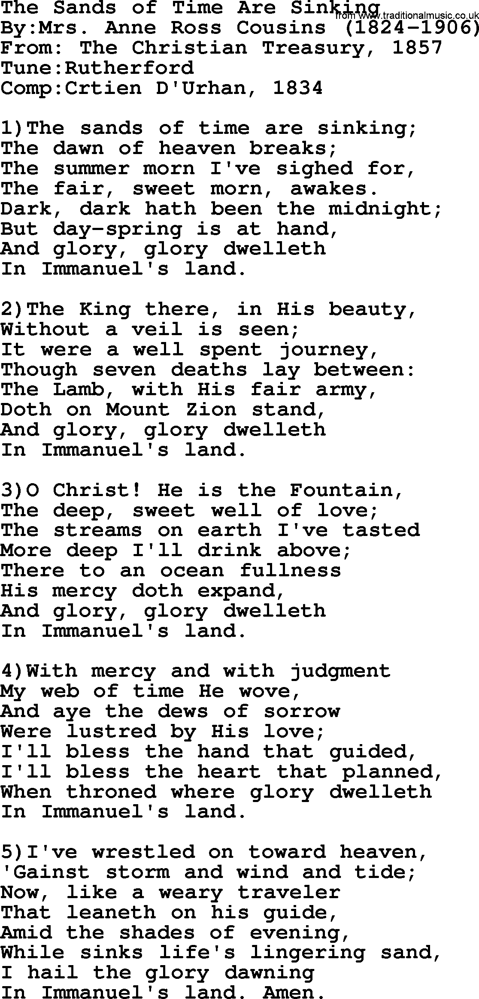 The Sands of Time Are Sinking
from www.traditionalmusic.co.uk
By:Mrs. Anne Ross Cousins (1824-1906)
From: The Christian Treasury, 1857
Tune:Rutherford
Comp:Crtien D'Urhan, 1834

1)The sands of time are sinking;
The dawn of heaven breaks;
The summer morn I've sighed for,
The fair, sweet morn, awakes.
Dark, dark hath been the midnight;
But day-spring is at hand,
And glory, glory dwelleth
In Immanuel's land.

2)The King there, in His beauty,
Without a veil is seen;
It were a well spent journey,
Though seven deaths lay between:
The Lamb, with His fair army,
Doth on Mount Zion stand,
And glory, glory dwelleth
In Immanuel's land.

3)O Christ! He is the Fountain,
The deep, sweet well of love;
The streams on earth I've tasted
More deep I'll drink above;
There to an ocean fullness
His mercy doth expand,
And glory, glory dwelleth
In Immanuel's land.

4)With mercy and with judgment
My web of time He wove,
And aye the dews of sorrow
Were lustred by His love;
I'll bless the hand that guided,
I'll bless the heart that planned,
When throned where glory dwelleth
In Immanuel's land.

5)I've wrestled on toward heaven,
'Gainst storm and wind and tide;
Now, like a weary traveler
That leaneth on his guide,
Amid the shades of evening,
While sinks life's lingering sand,
I hail the glory dawning
In Immanuel's land. Amen.